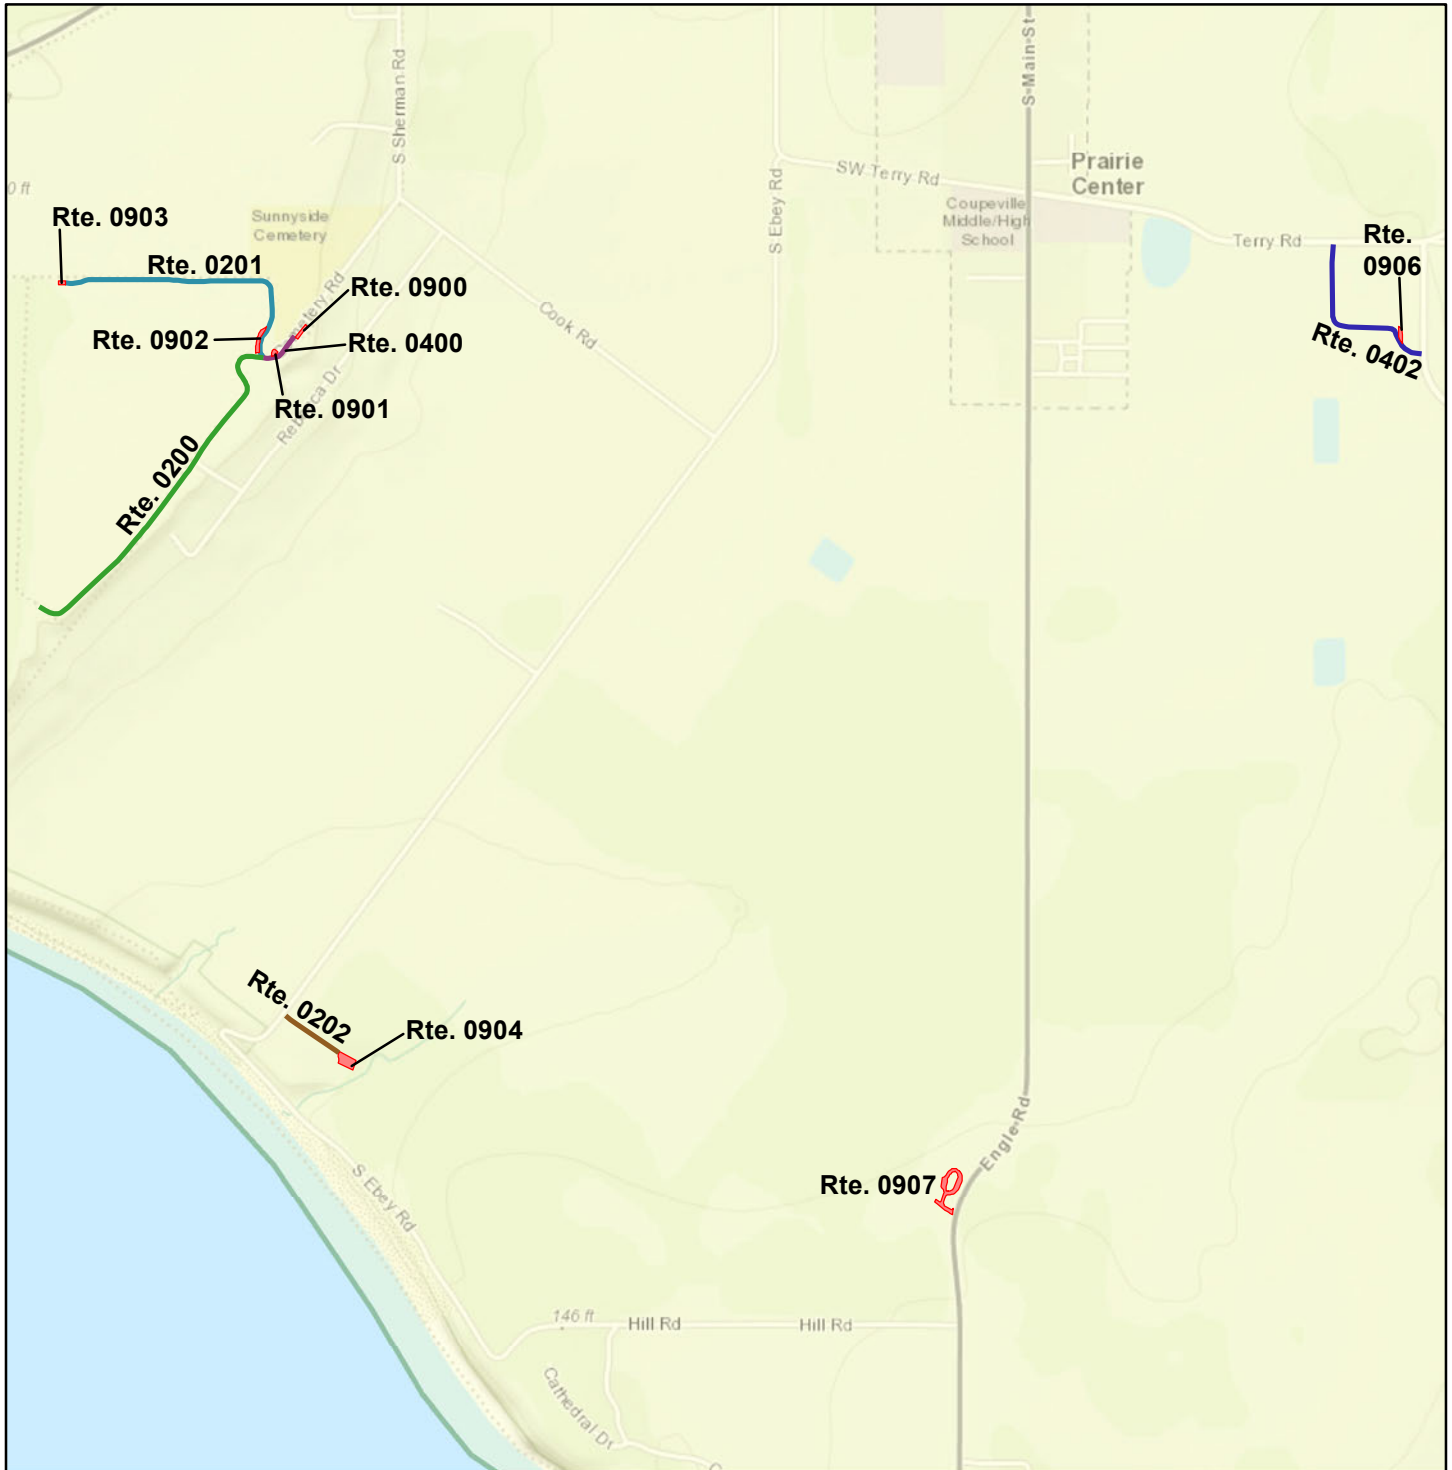 S Main St
S Sherman Rd
Prairie
Center
SW Terry Rd
0 ft
Coupeville
Middle/High
School
S Ebey Rd
Rte. 0903
Sunnyside
Cemetery
Terry Rd
Rte.
0906
Rte. 0201
Rte. 0900
metery Rd
Cook Rd
Rte. 0902
Rte. 0400
Rte. 0402
Rte. 0901
Rebecca Dr
Rte. 0200
Rte. 0202
Rte. 0904
Engle Rd
S Ebey Rd
Rte. 0907
146 ft
Hill Rd
Hill Rd
Cathedral Dr